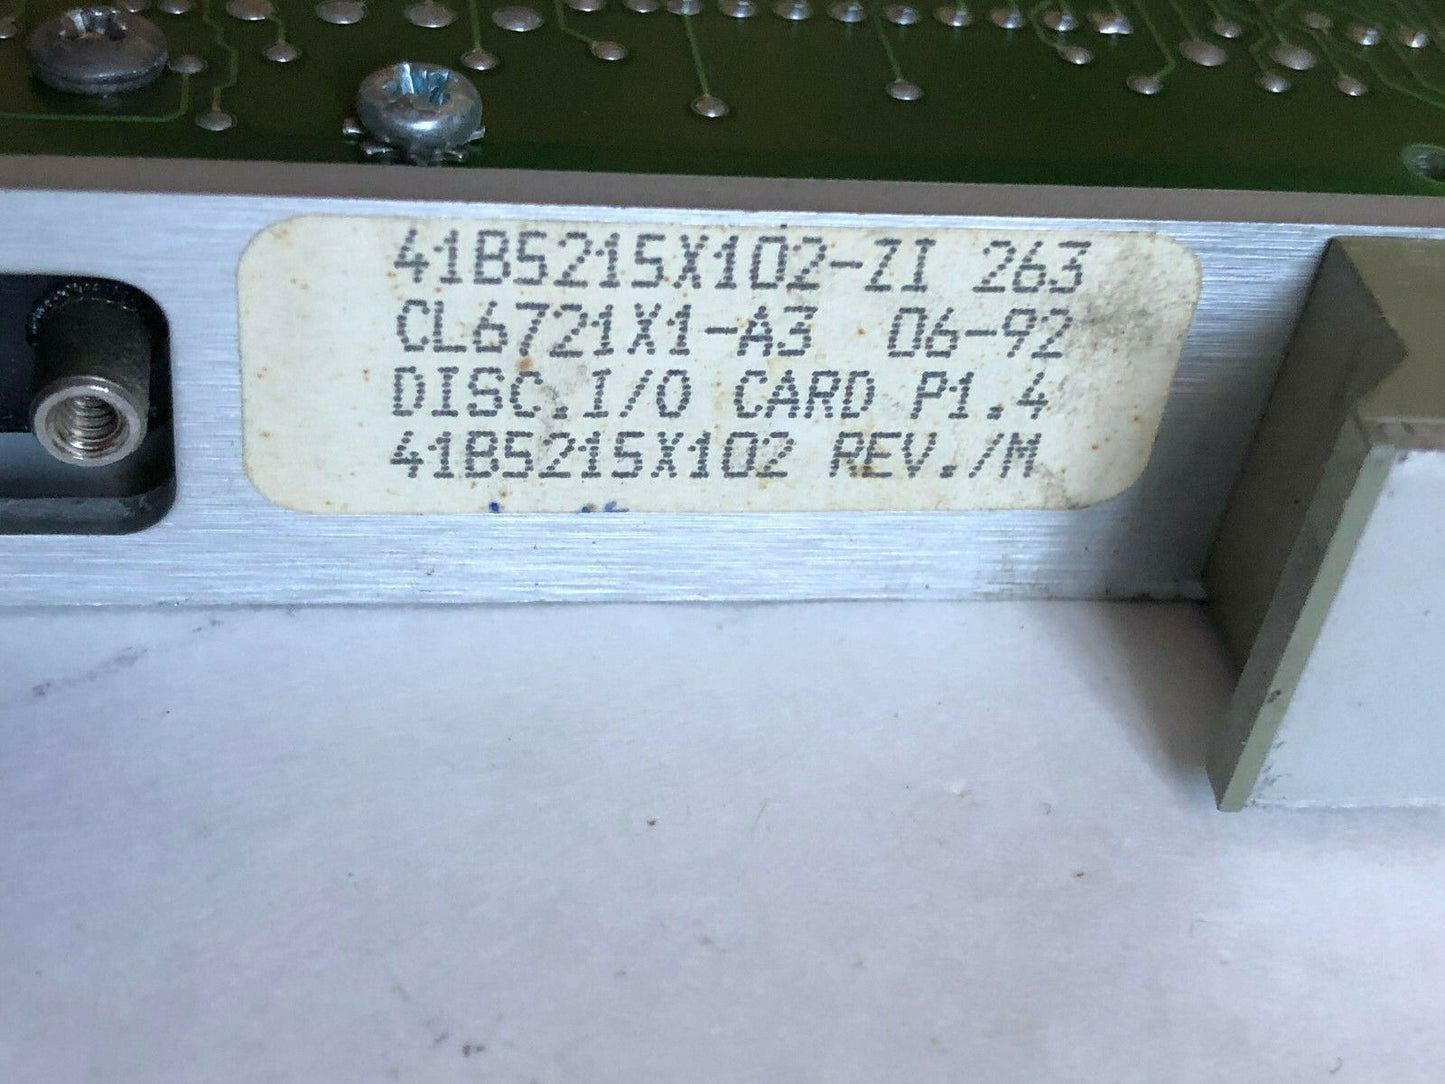 41B5215X102-ZI 263
CL6721X1-A3 06-92
DISC.I/O CARD P1.4
41B5215X102 REV./M